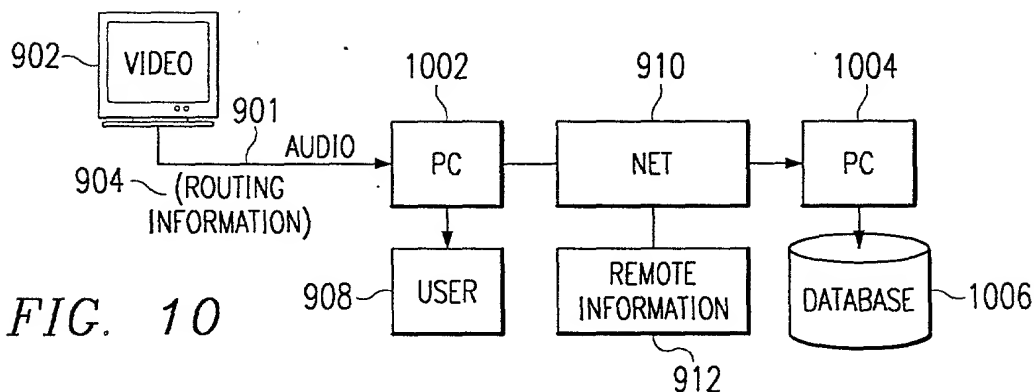 902
VIDEO
901
AUDIO
904
(ROUTING
INFORMATION)
1002
PC
910
NET
1004
PC
908
USER
REMOTE
INFORMATION
912
DATABASE
1006
FIG. 10